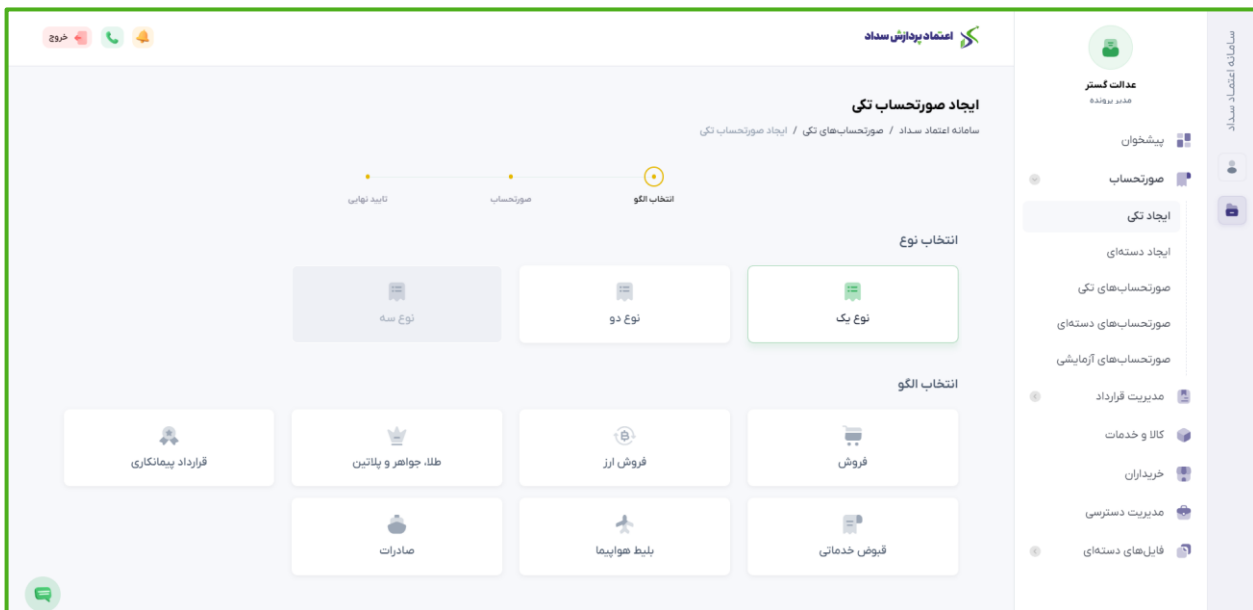 سامانه اعتمـاد سـداد
عدالت گستر
مدیر پرونده
پیشخوان
صورتحساب
ایجاد تکی
ایجاد دسته‌ای
صورتحساب‌های تکی
صورتحساب‌های دسته‌ای
صورتحساب‌های آزمایشی
مدیریت قرارداد
کالا و خدمات
خریداران
مدیریت دسترسی
فایل‌های دسته‌ای
اعتماد پردازش سداد
خروج
ایجاد صورتحساب تکی
سامانه اعتماد سـداد / صورتحساب‌های تکی / ایجاد صورتحساب تکی
انتخاب الگو صورتحساب تایید نهایی
انتخاب نوع
نوع یک نوع دو نوع سه
انتخاب الگو
فروش فروش ارز طلا، جواهر و پلاتین قرارداد پیمانکاری
قبوض خدماتی بلیط هواپیما صادرات